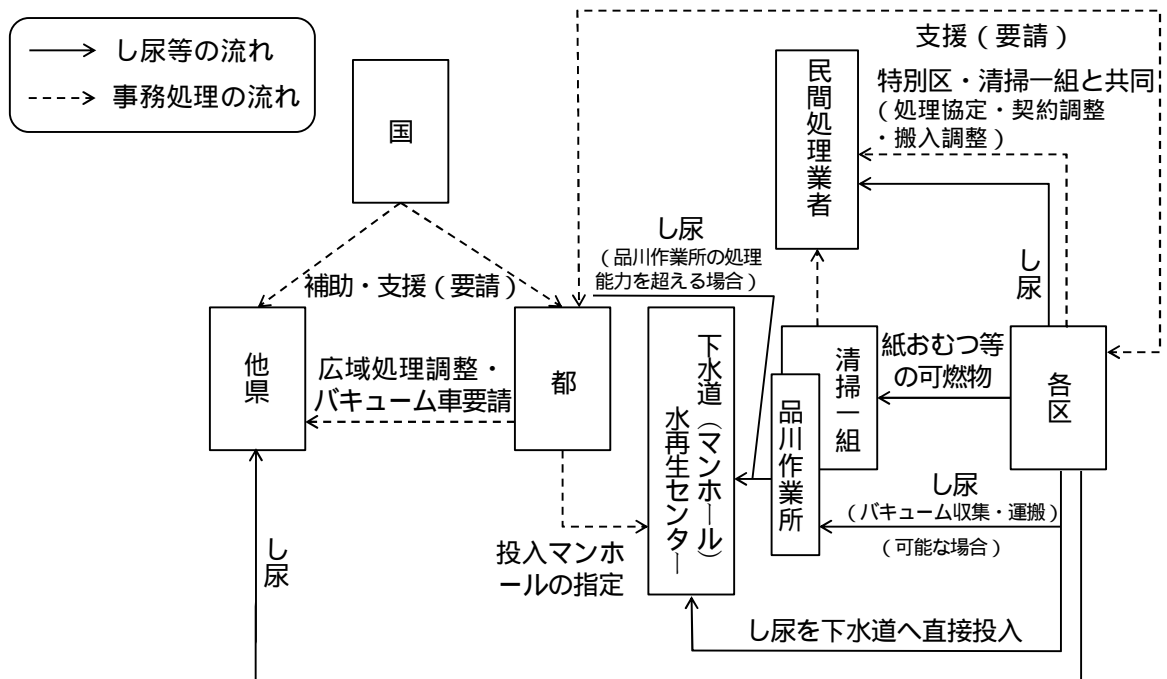 し尿等の流れ
事務処理の流れ
国
支援（要請）
民間処理業者
特別区・清掃一組と共同
（処理協定・契約調整
・搬入調整）
し尿
（品川作業所の処理
能力を超える場合）
し尿
補助・支援（要請）
他県
広域処理調整・
バキューム車要請
都
下水道（マンホール）
水再生センター
清掃一組
品川作業所
紙おむつ等
の可燃物
各区
し尿
（バキューム収集・運搬）
（可能な場合）
投入マンホ
ールの指定
し尿
し尿を下水道へ直接投入